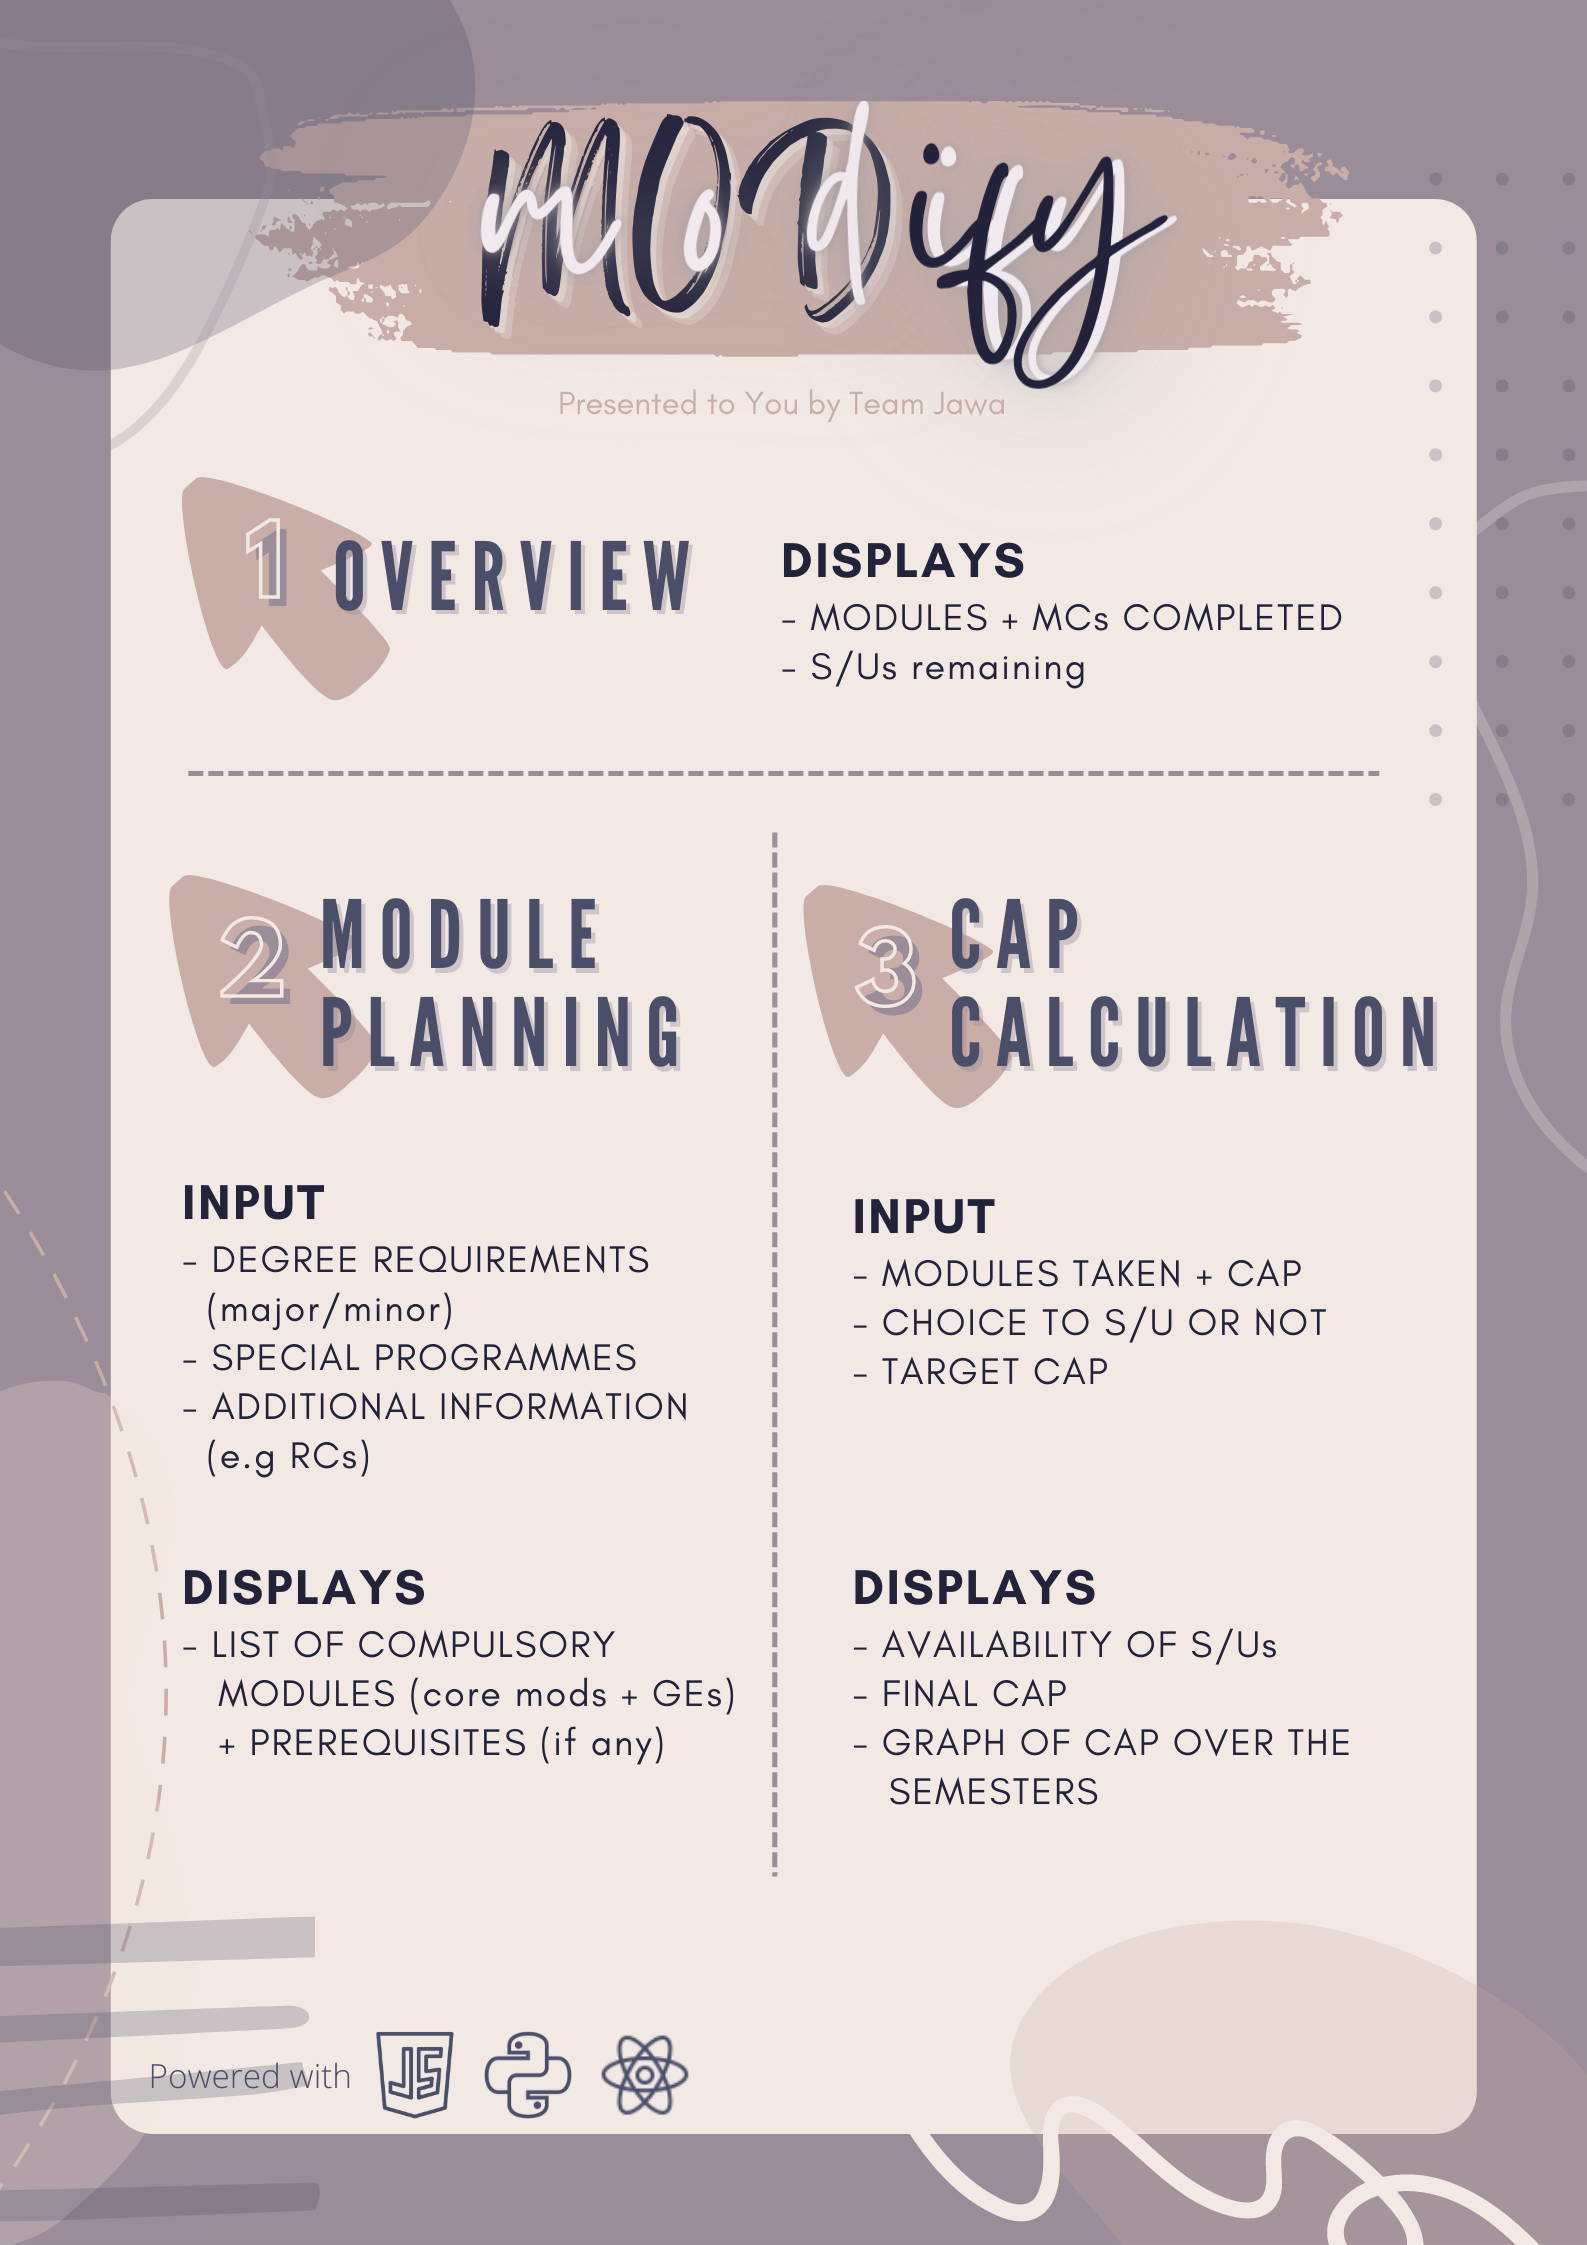 MODify
Presented to You by Team Jawa
1 OVERVIEW
DISPLAYS
- MODULES + MCs COMPLETED
- S/Us remaining
2 MODULE
PLANNING
INPUT
- DEGREE REQUIREMENTS
(major/minor)
- SPECIAL PROGRAMMES
- ADDITIONAL INFORMATION
(e.g RCs)
DISPLAYS
- LIST OF COMPULSORY
MODULES (core mods + GEs)
+ PREREQUISITES (if any)
3 CAP
CALCULATION
INPUT
- MODULES TAKEN + CAP
- CHOICE TO S/U OR NOT
- TARGET CAP
DISPLAYS
- AVAILABILITY OF S/Us
- FINAL CAP
- GRAPH OF CAP OVER THE
SEMESTERS
Powered with JS